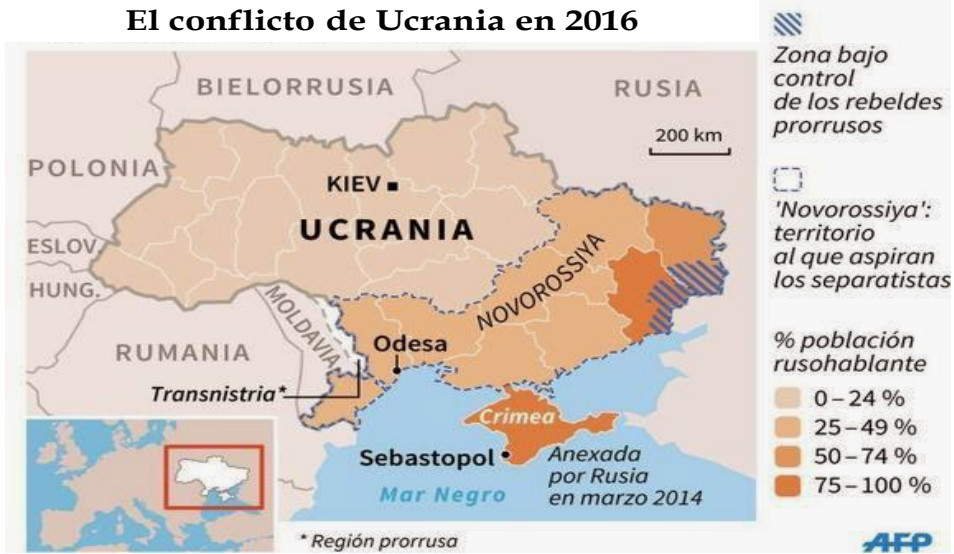 El conflicto de Ucrania en 2016
BIELORRUSIA
RUSIA
200 km
POLONIA
KIEV
UCRANIA
ESLOV.
HUNG.
MOLDAVIA
NOVOROSSIYA
RUMANIA
Odesa
Transnistria*
Crimea
Sebastopol
Anexada
por Rusia
en marzo 2014
Mar Negro
* Región prorrusa
Zona bajo
control
de los rebeldes
prorrusos
'Novorossiya':
territorio
al que aspiran
los separatistas
% población
rusohablante
0–24 %
25–49 %
50–74 %
75–100 %
AFP